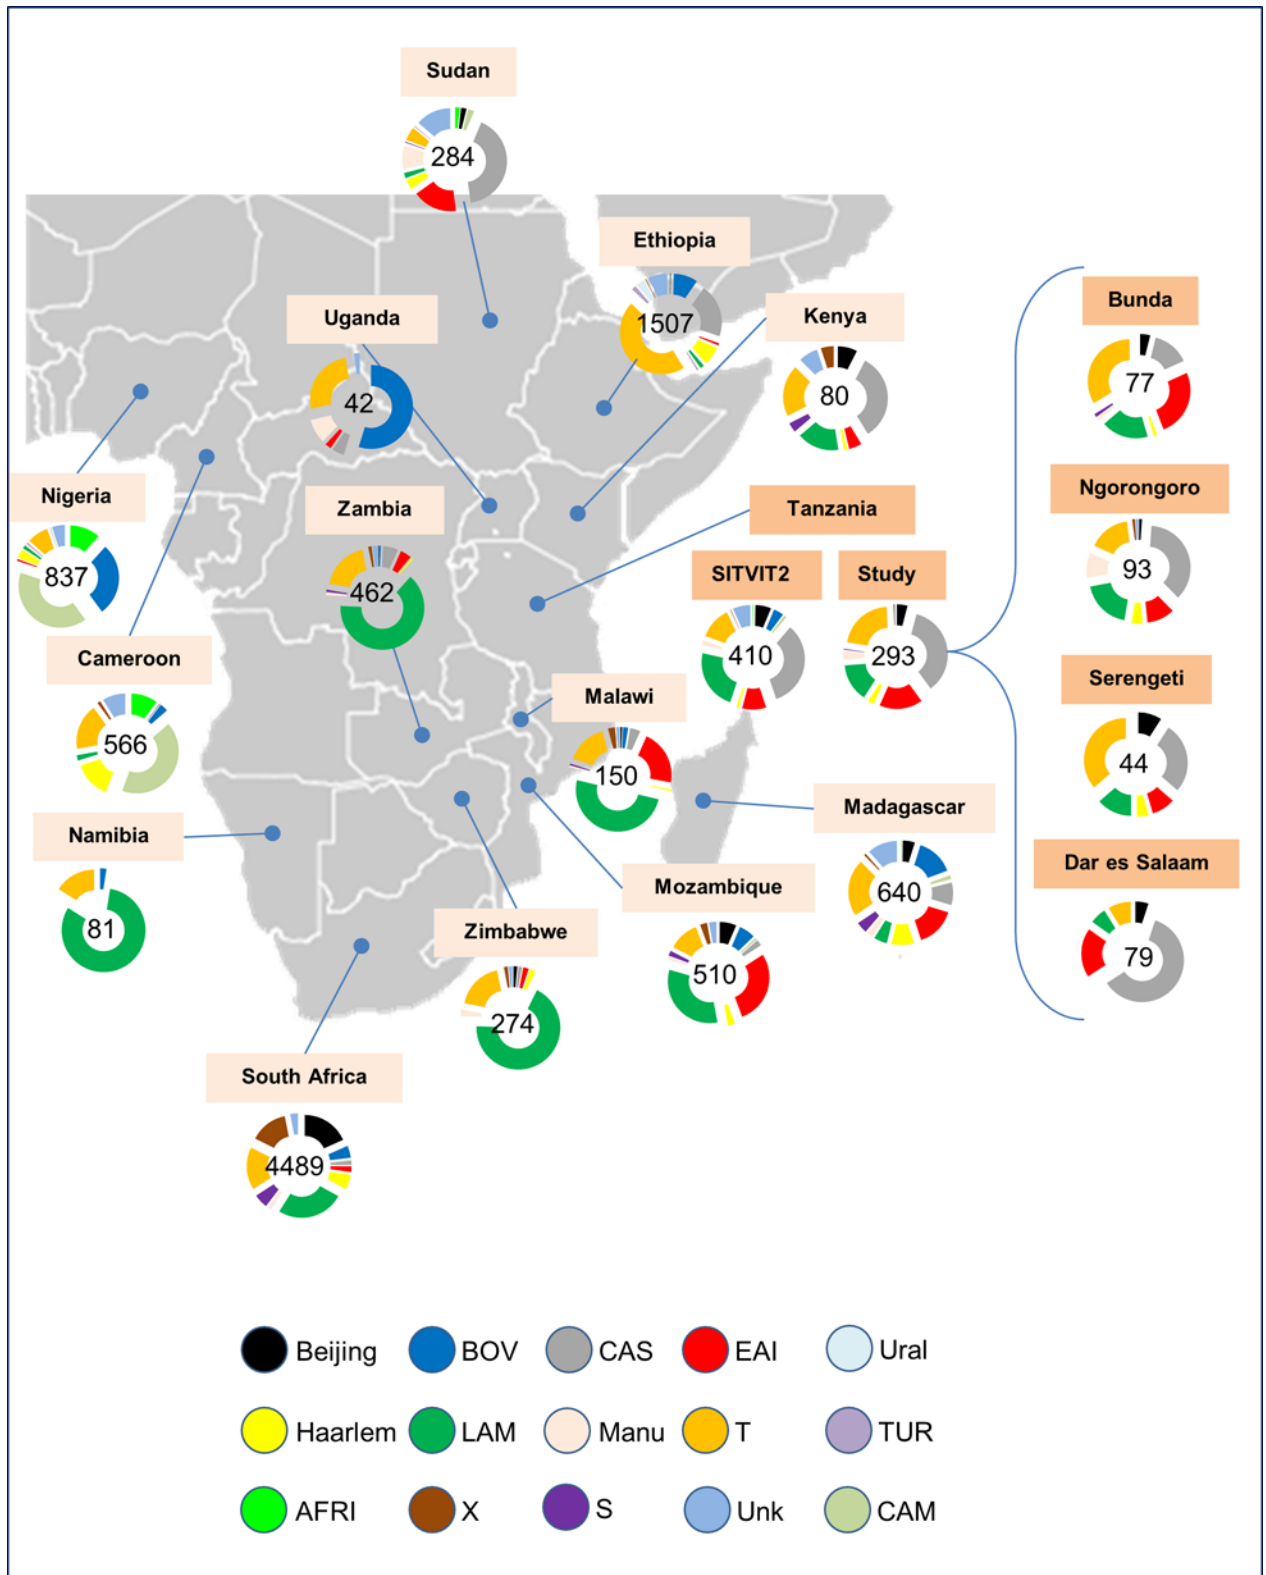 Sudan
284
Ethiopia
1507
Uganda
42
Kenya
80
Bunda
77
Nigeria
837
Zambia
462
Tanzania
SITVIT2
410
Study
293
Ngorongoro
93
Cameroon
566
Malawi
150
Serengeti
44
Namibia
81
Madagascar
640
Mozambique
510
Dar es Salaam
79
Zimbabwe
274
South Africa
4489
Beijing BOV CAS EAI Ural
Haarlem LAM Manu T TUR
AFRI X S Unk CAM